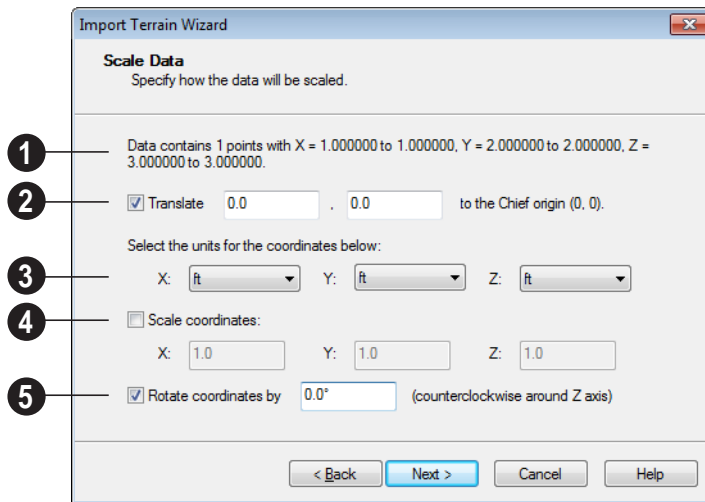 Import Terrain Wizard
Scale Data
Specify how the data will be scaled.
1 Data contains 1 points with X = 1.000000 to 1.000000, Y = 2.000000 to 2.000000, Z =
3.000000 to 3.000000.
2 Translate 0.0 , 0.0 to the Chief origin (0, 0).
Select the units for the coordinates below:
3 X: ft Y: ft Z: ft
4 Scale coordinates:
X: 1.0 Y: 1.0 Z: 1.0
5 Rotate coordinates by 0.0° (counterclockwise around Z axis)
< Back Next > Cancel Help